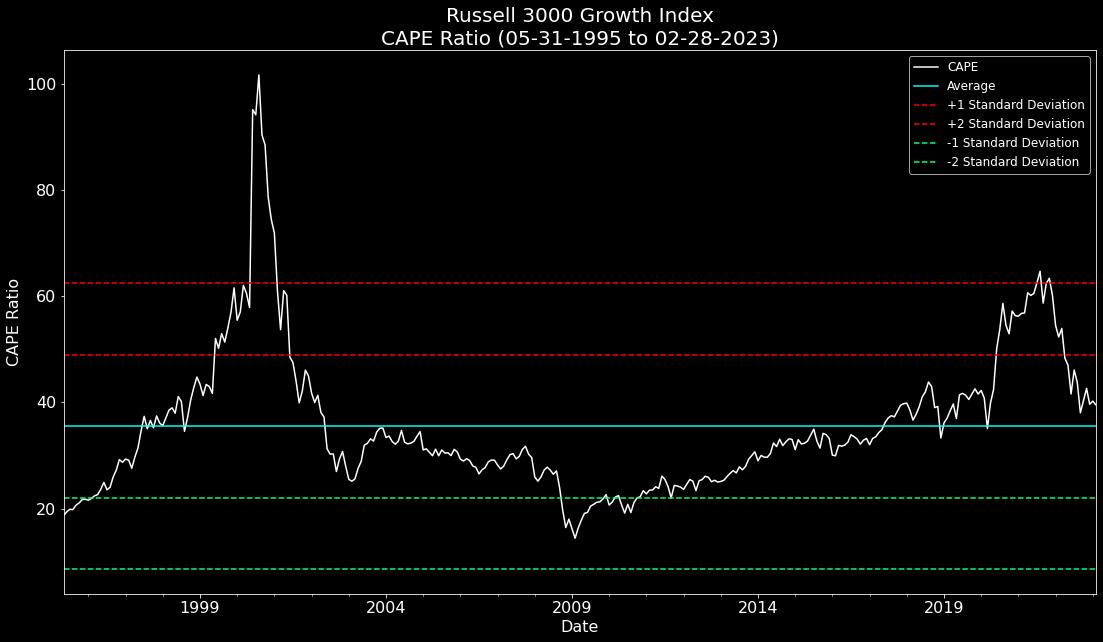 Russell 3000 Growth Index
CAPE Ratio (05-31-1995 to 02-28-2023)
CAPE
Average
+1 Standard Deviation
+2 Standard Deviation
-1 Standard Deviation
-2 Standard Deviation
100
80
60
40
20
CAPE Ratio
1999
2004
2009
2014
2019
Date